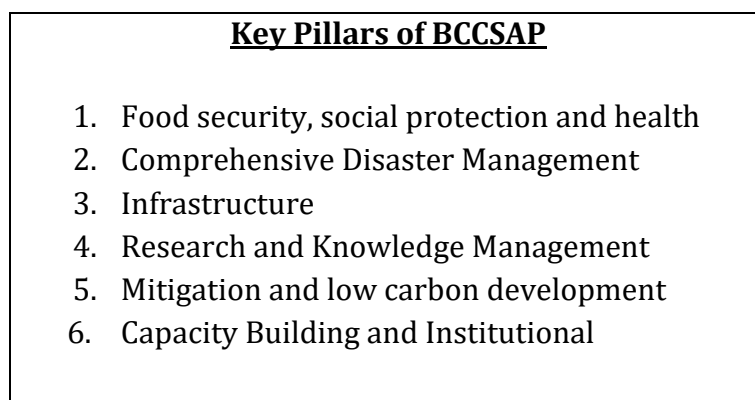 Key Pillars of BCCSAP
1. Food security, social protection and health
2. Comprehensive Disaster Management
3. Infrastructure
4. Research and Knowledge Management
5. Mitigation and low carbon development
6. Capacity Building and Institutional